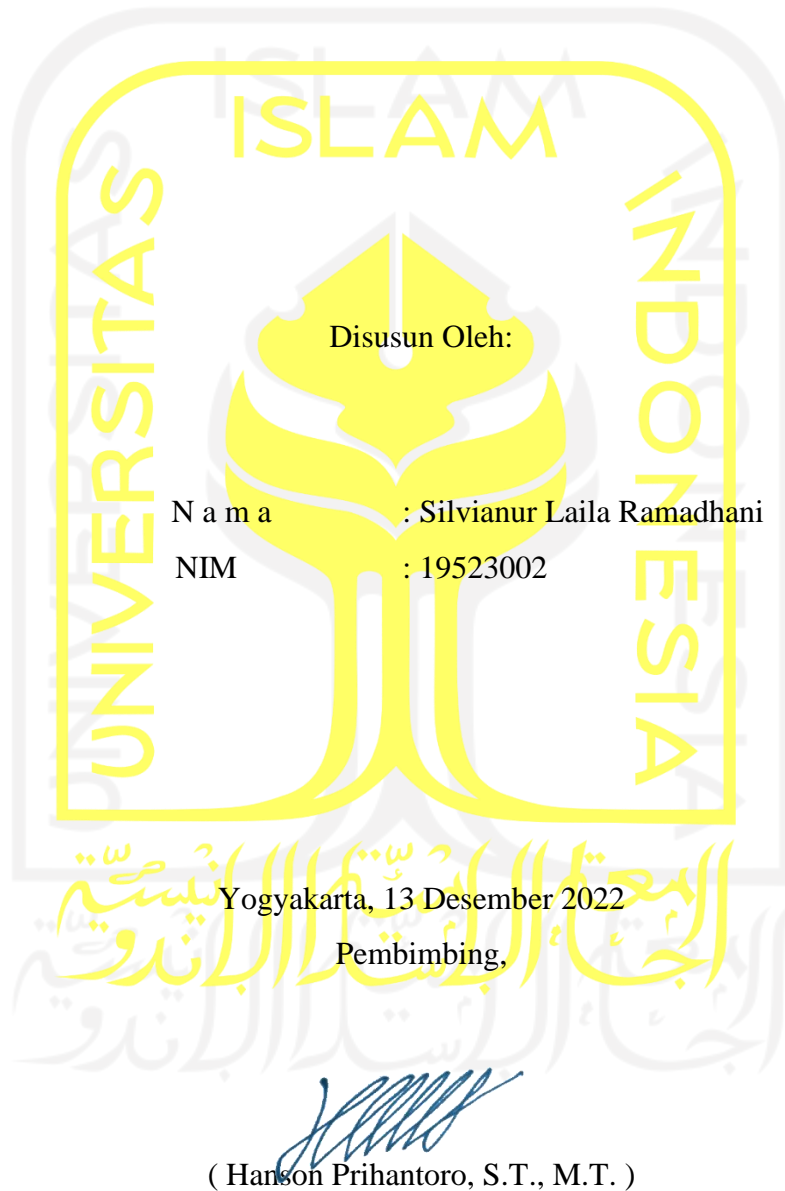 ISLAM
UNIVERSITAS
INDONESIA
Disusun Oleh:
N a m a : Silvianur Laila Ramadhani
NIM : 19523002
Yogyakarta, 13 Desember 2022
Pembimbing,
( Hanson Prihantoro, S.T., M.T. )